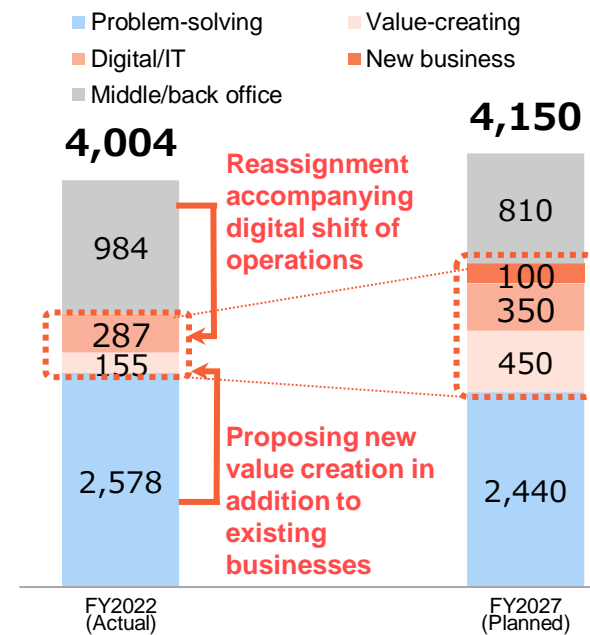 Problem-solving
Value-creating
Digital/IT
New business
Middle/back office
4,004
4,150
Reassignment
accompanying
digital shift of
operations
984
287
155
2,578
810
100
350
450
2,440
Proposing new
value creation in
addition to
existing
businesses
FY2022
(Actual)
FY2027
(Planned)